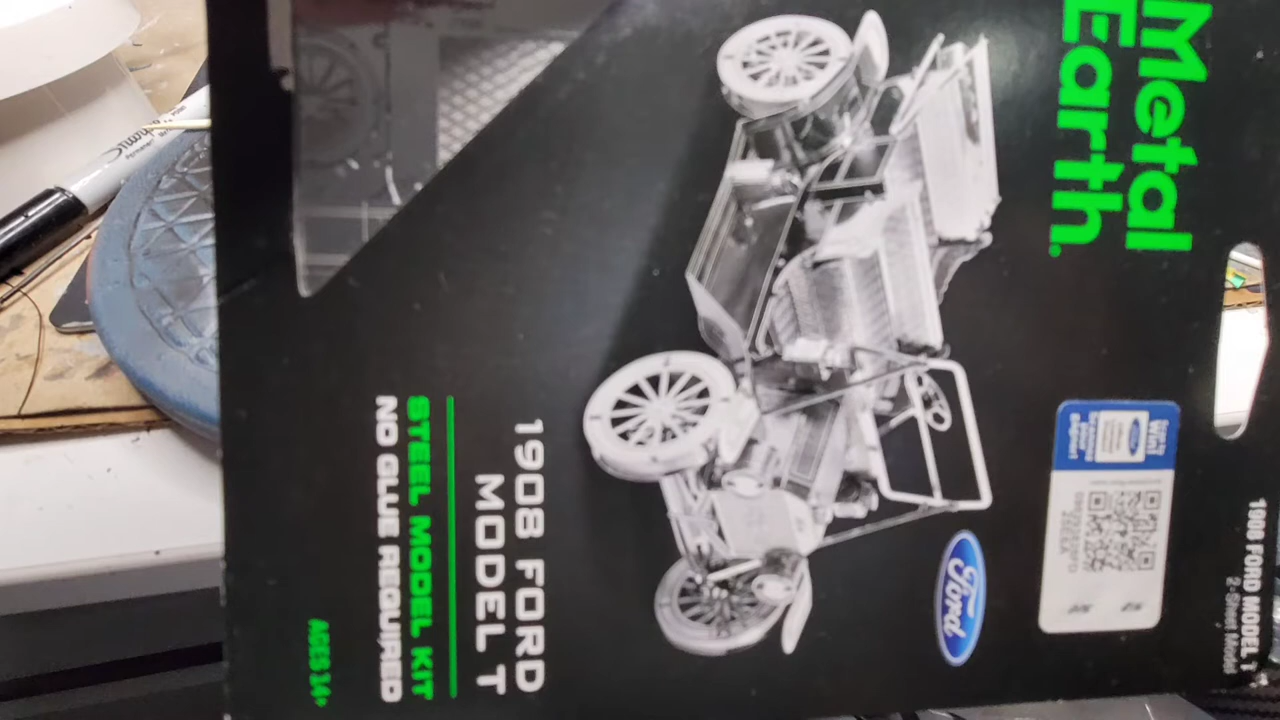 Metal
Earth
1908 FORD MODEL T
2-Sheet Model
Ford
1908 FORD
MODEL T
STEEL MODEL KIT
NO GLUE REQUIRED
AGES 14+
Sharpie